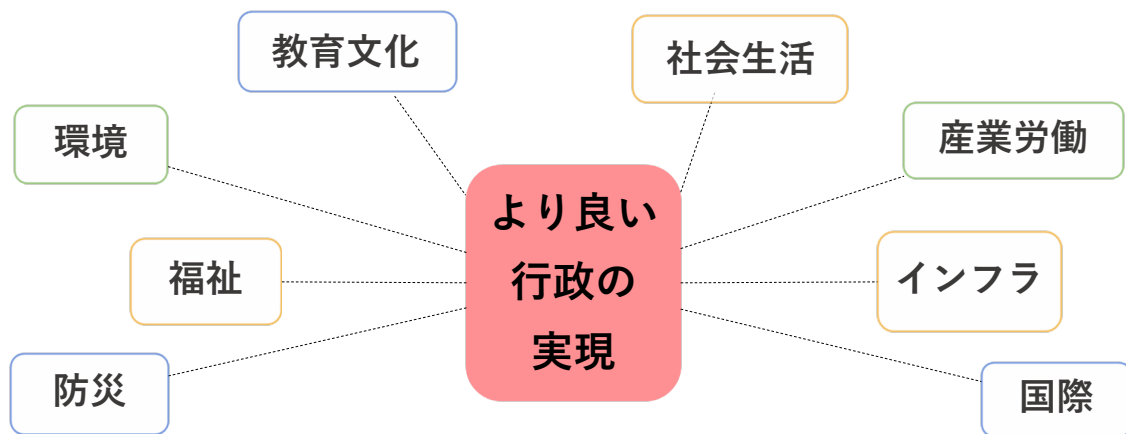 教育文化
社会生活
環境
産業労働
より良い
行政の
実現
福祉
インフラ
防災
国際